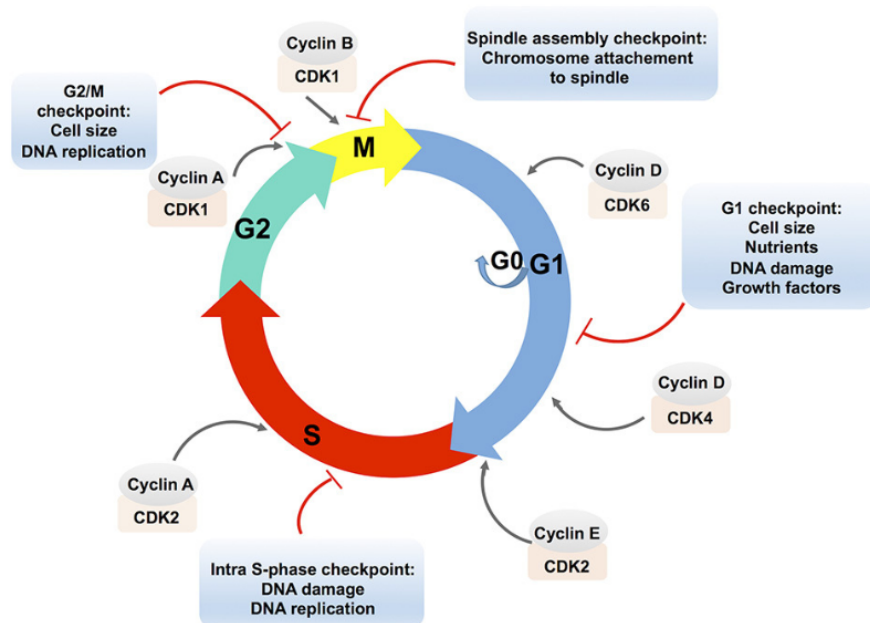 Cyclin B
CDK1
Spindle assembly checkpoint:
Chromosome attachement
to spindle
G2/M
checkpoint:
Cell size
DNA replication
Cyclin A
CDK1
M
Cyclin D
CDK6
G2
G0
G1
G1 checkpoint:
Cell size
Nutrients
DNA damage
Growth factors
Cyclin D
CDK4
S
Cyclin A
CDK2
Cyclin E
CDK2
Intra S-phase checkpoint:
DNA damage
DNA replication